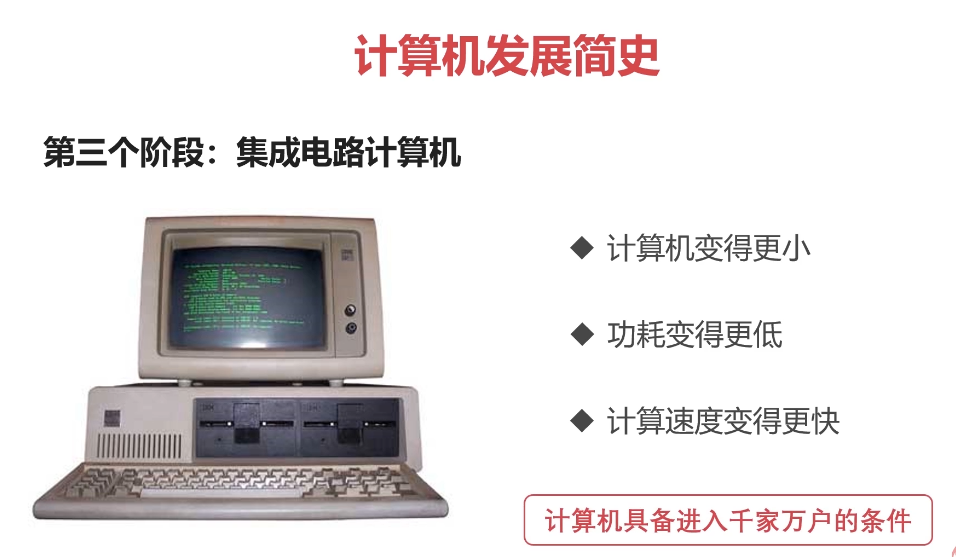 计算机发展简史
第三个阶段：集成电路计算机
◆ 计算机变得更小
◆ 功耗变得更低
◆ 计算速度变得更快
计算机具备进入千家万户的条件